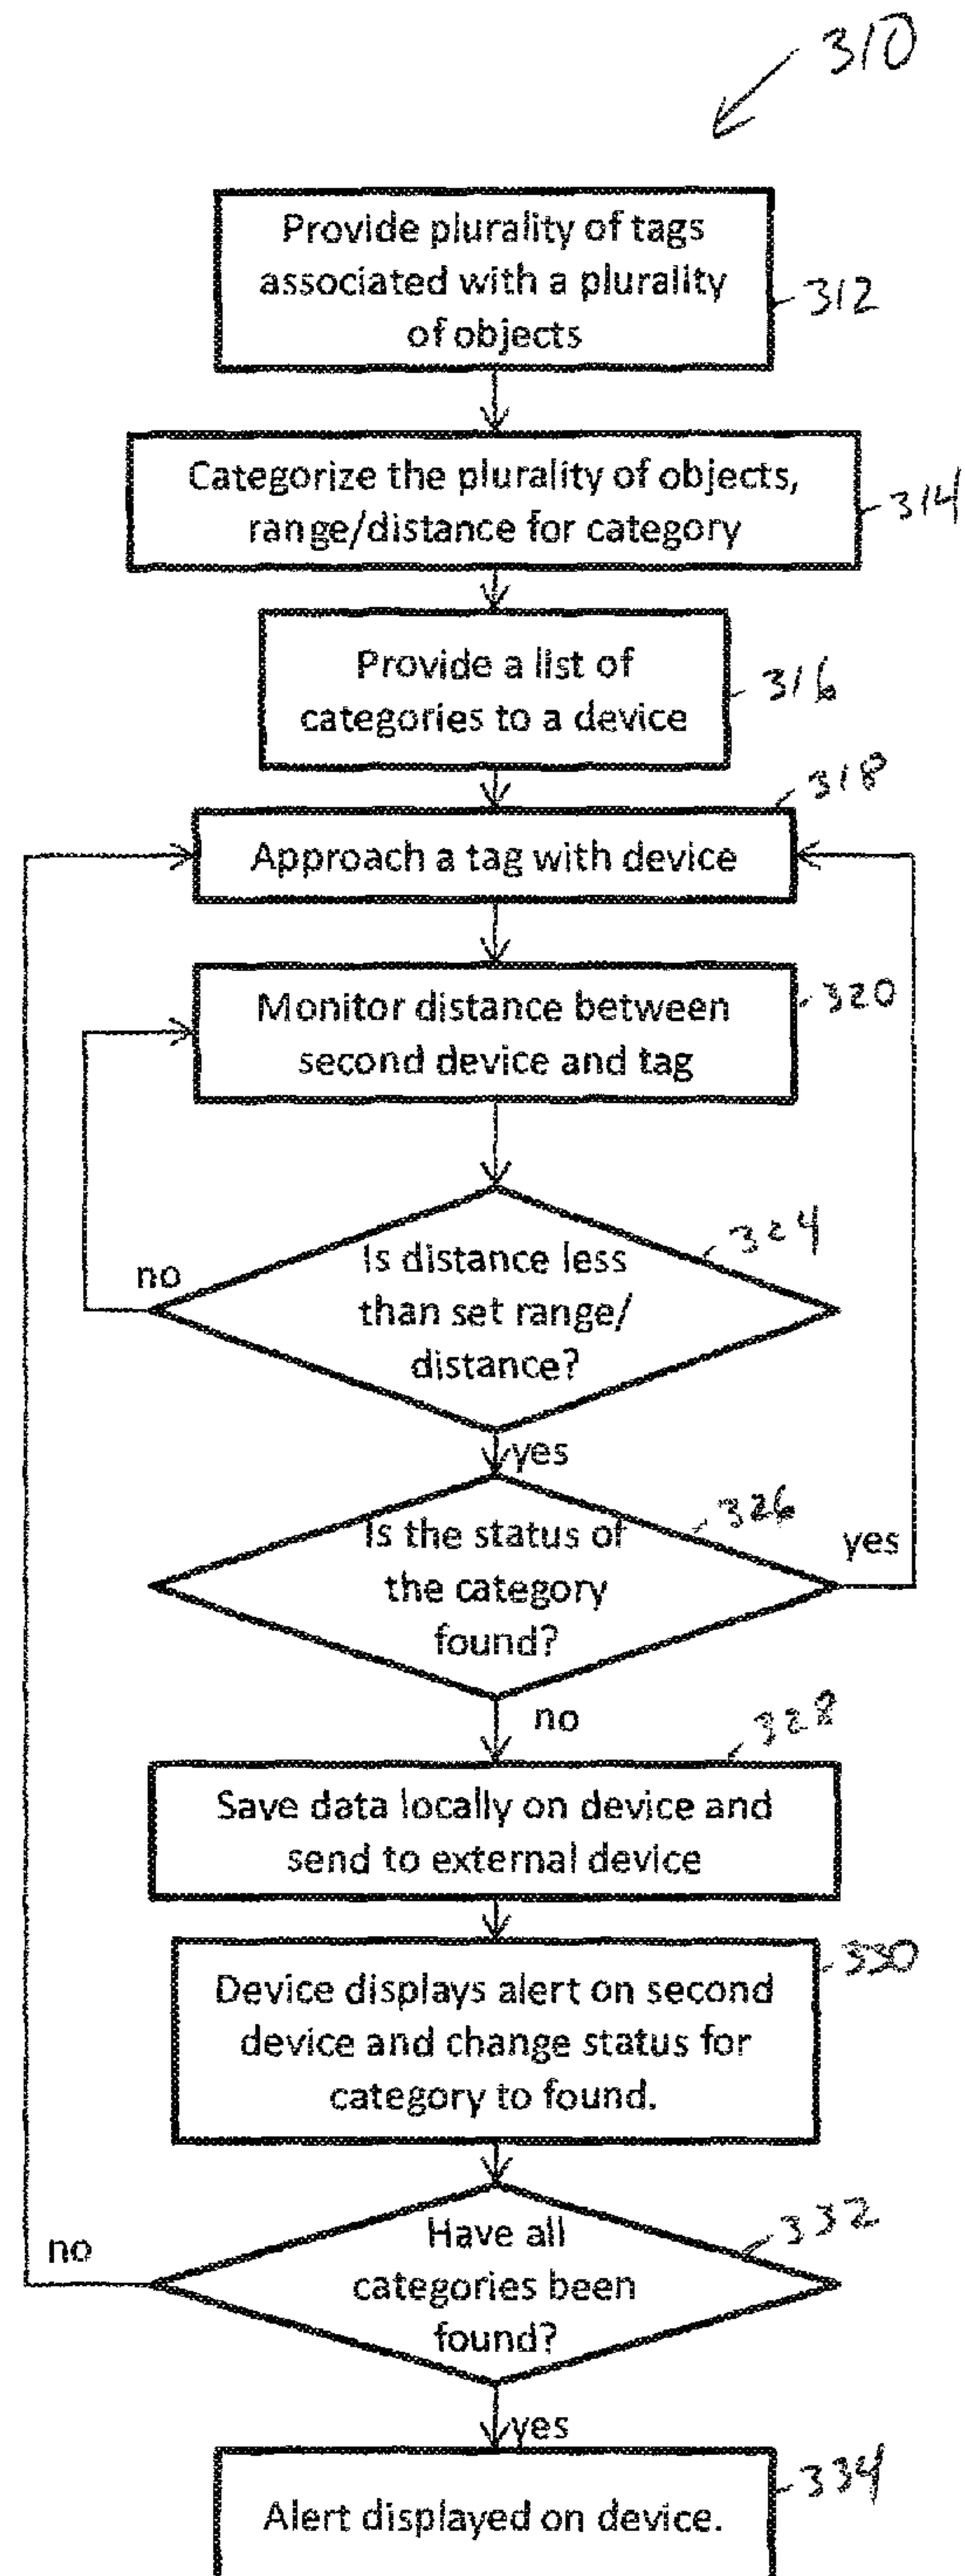 310
Provide plurality of tags
associated with a plurality
of objects
312
Categorize the plurality of objects,
range/distance for category
314
Provide a list of
categories to a device
316
318
Approach a tag with device
Monitor distance between
second device and tag
320
324
Is distance less
than set range/
distance?
no
yes
326
Is the status of
the category
found?
yes
no
328
Save data locally on device and
send to external device
330
Device displays alert on second
device and change status for
category to found.
332
Have all
categories been
found?
no
yes
334
Alert displayed on device.